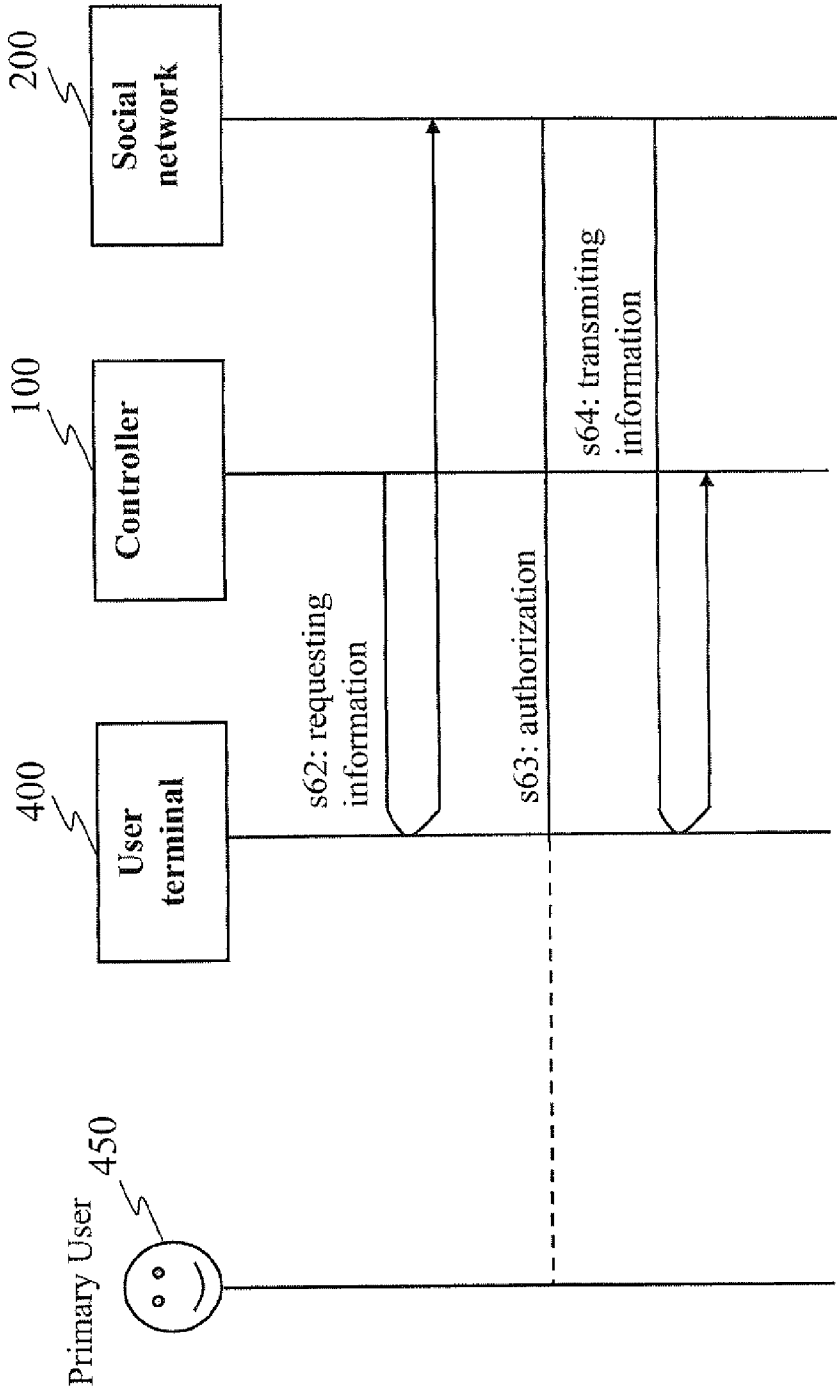 Primary User
450
400
User
terminal
100
Controller
200
Social
network
s62: requesting
information
s63: authorization
s64: transmiting
information